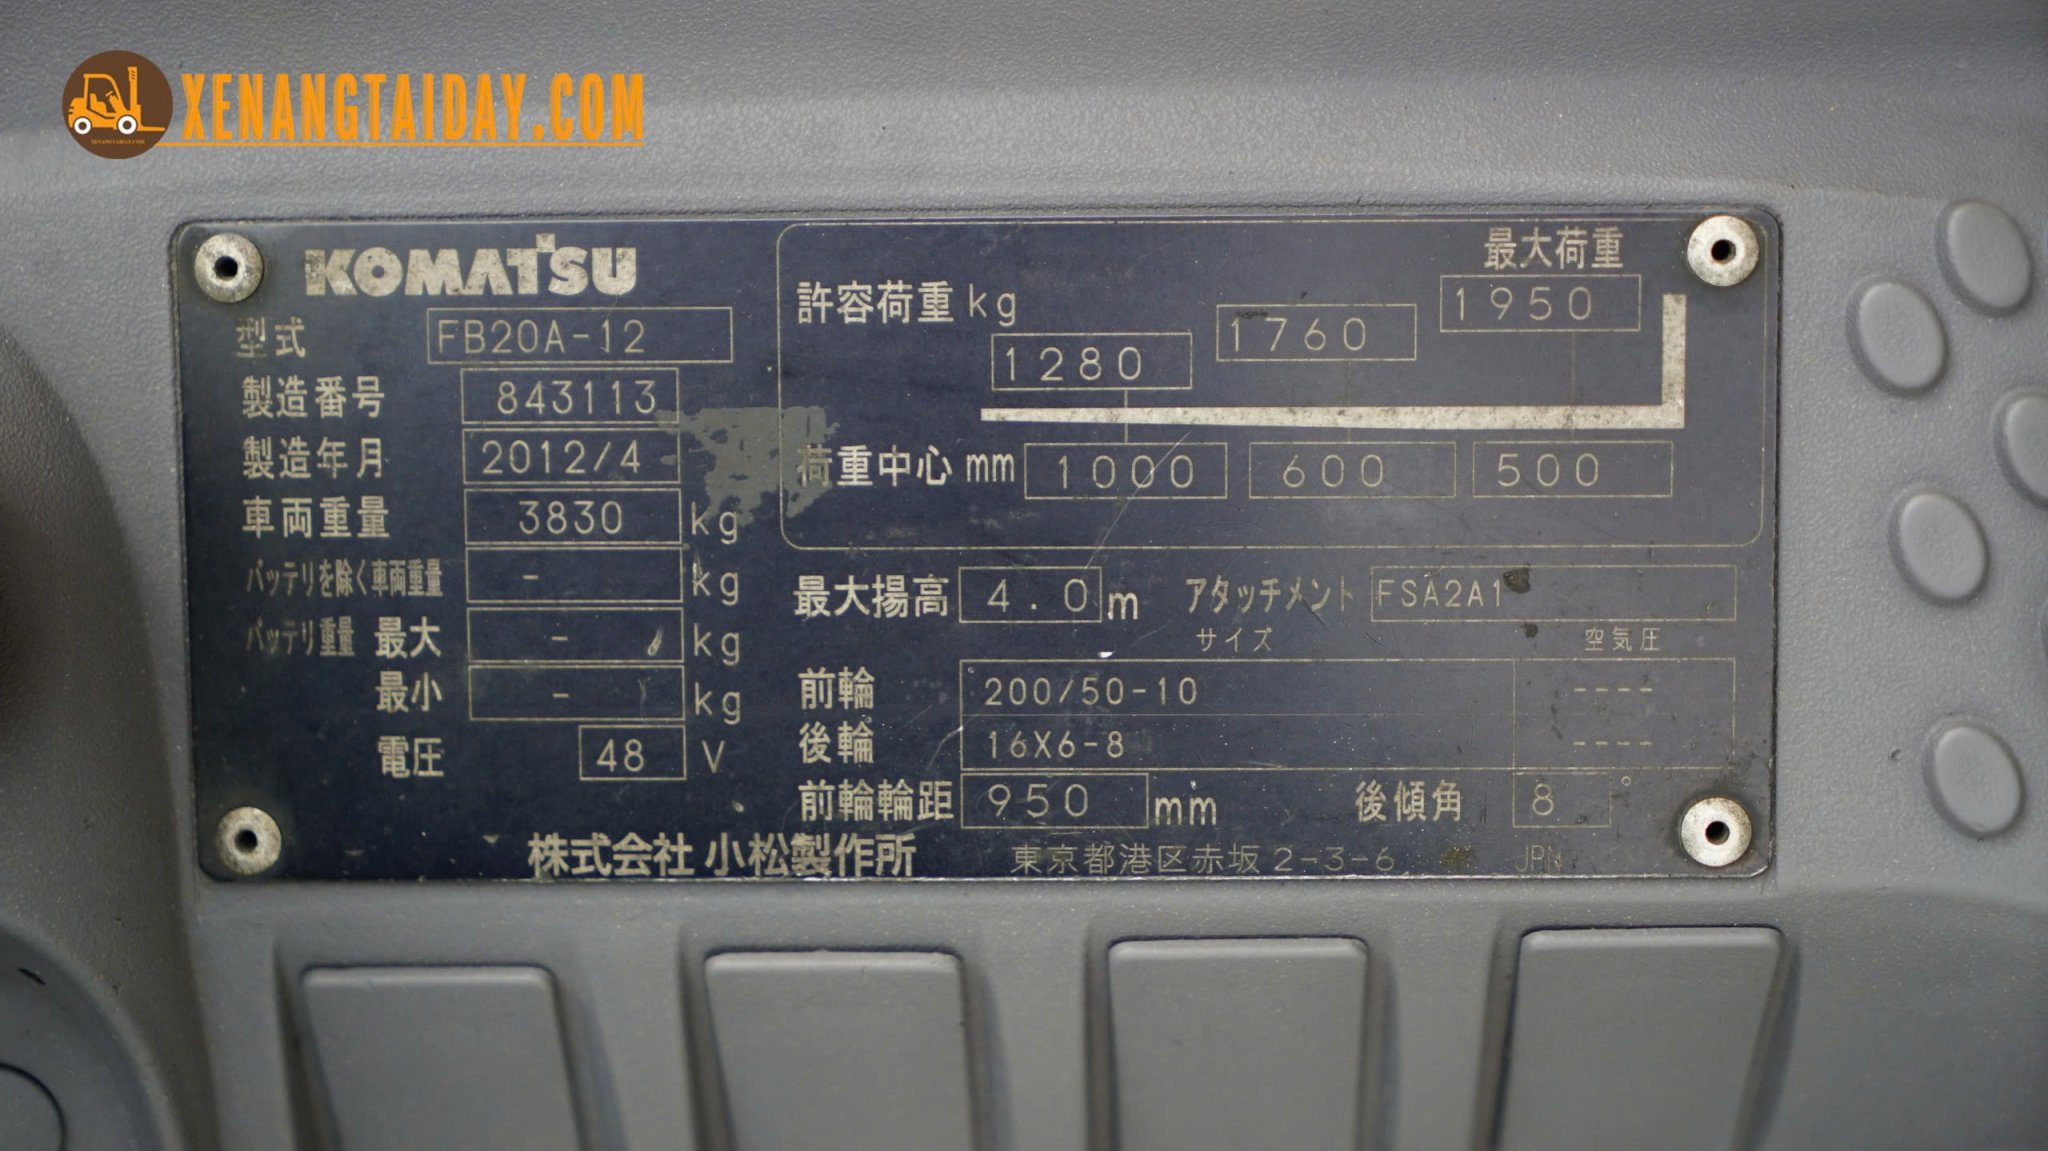 XENANGTAIDAY.COM
KOMATSU
型式 FB20A-12
製造番号 843113
製造年月 2012/4
車両重量 3830 kg
バッテリを除く車両重量 - kg
バッテリ重量 最大 - kg
最小 - kg
電圧 48 V
最大荷重
許容荷重 kg 1280 1760 1950
荷重中心 mm 1000 600 500
最大揚高 4.0 m アタッチメント FSA2A1
サイズ 空気圧
前輪 200/50-10 ----
後輪 16X6-8 ----
前輪輪距 950 mm 後傾角 8°
株式会社 小松製作所 東京都港区赤坂2-3-6 JPN